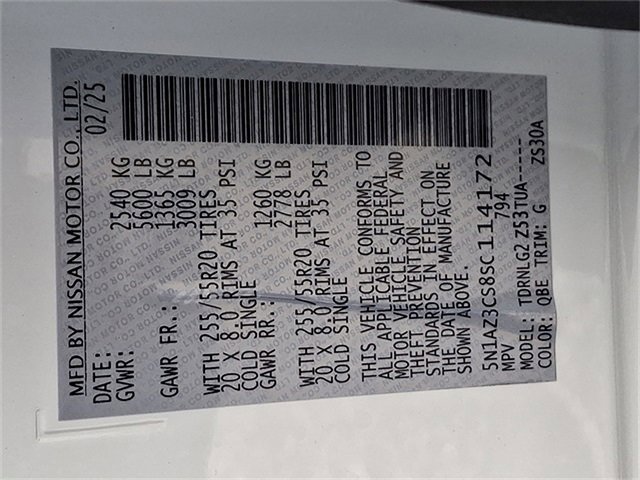 MFD BY NISSAN MOTOR CO., LTD.
DATE: 02/25
GVWR: 2540 KG
5600 LB
GAWR FR.: 1365 KG
3009 LB
WITH 255/55R20 TIRES
20 X 8.0 RIMS AT 35 PSI
COLD SINGLE
GAWR RR.: 1260 KG
2778 LB
WITH 255/55R20 TIRES
20 X 8.0 RIMS AT 35 PSI
COLD SINGLE
THIS VEHICLE CONFORMS TO
ALL APPLICABLE FEDERAL
MOTOR VEHICLE SAFETY AND
THEFT PREVENTION
STANDARDS IN EFFECT ON
THE DATE OF MANUFACTURE
SHOWN ABOVE.
5N1AZ3CS8SC114172
MPV 794
MODEL: TDRNLG2 Z53TUA------
COLOR: QBE TRIM: G ZS30A